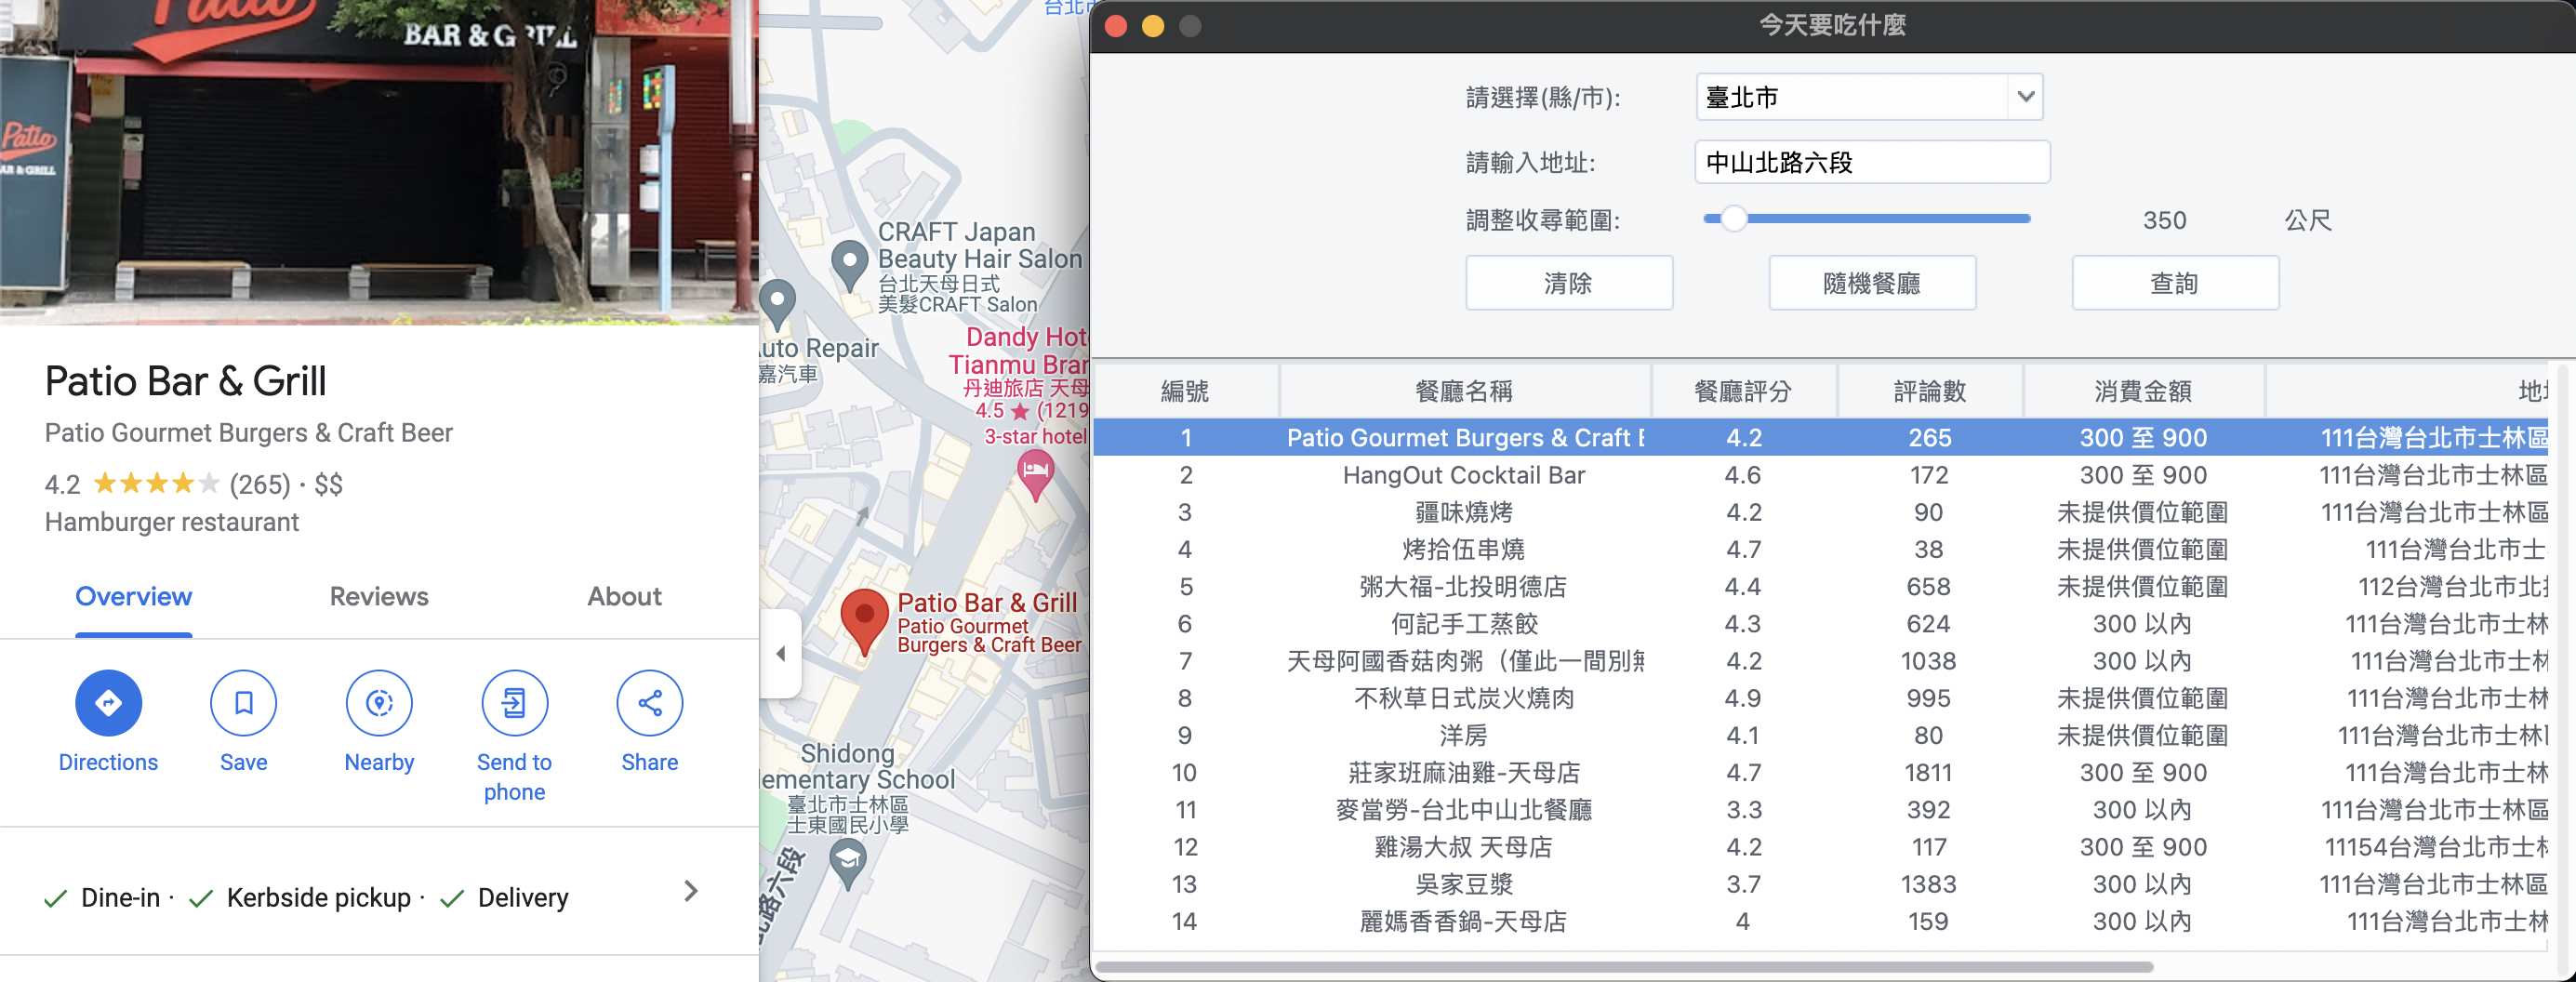 Patio
BAR & GRILL
Patio
BAR & GRILL
Patio Bar & Grill
Patio Gourmet Burgers & Craft Beer
4.2 (265) · $$
Hamburger restaurant
Overview Reviews About
Directions Save Nearby Send to phone Share
Dine-in · Kerbside pickup · Delivery
CRAFT Japan
Beauty Hair Salon
台北天母日式
美髮CRAFT Salon
uto Repair
嘉汽車
Dandy Hot
Tianmu Bran
丹迪旅店 天母
4.5 ★ (1219
3-star hotel
Patio Bar & Grill
Patio Gourmet
Burgers & Craft Beer
Shidong
lementary School
臺北市士林區
士東國民小學
北路六段
台北市
今天要吃什麼
請選擇(縣/市): 臺北市
請輸入地址: 中山北路六段
調整收尋範圍: 350 公尺
清除 隨機餐廳 查詢
編號 餐廳名稱 餐廳評分 評論數 消費金額 地
1 Patio Gourmet Burgers & Craft 4.2 265 300 至 900 111台灣台北市士林區
2 HangOut Cocktail Bar 4.6 172 300 至 900 111台灣台北市士林區
3 疆味燒烤 4.2 90 未提供價位範圍 111台灣台北市士林區
4 烤拾伍串燒 4.7 38 未提供價位範圍 111台灣台北市士
5 粥大福-北投明德店 4.4 658 未提供價位範圍 112台灣台北市北
6 何記手工蒸餃 4.3 624 300 以內 111台灣台北市士林
7 天母阿國香菇肉粥（僅此一間別無 4.2 1038 300 以內 111台灣台北市士林
8 不秋草日式炭火燒肉 4.9 995 未提供價位範圍 111台灣台北市士林
9 洋房 4.1 80 未提供價位範圍 111台灣台北市士林
10 莊家班麻油雞-天母店 4.7 1811 300 至 900 111台灣台北市士林
11 麥當勞-台北中山北餐廳 3.3 392 300 以內 111台灣台北市士林區
12 雞湯大叔 天母店 4.2 117 300 至 900 11154台灣台北市士林
13 吳家豆漿 3.7 1383 300 以內 111台灣台北市士林區
14 麗媽香香鍋-天母店 4 159 300 以內 111台灣台北市士林